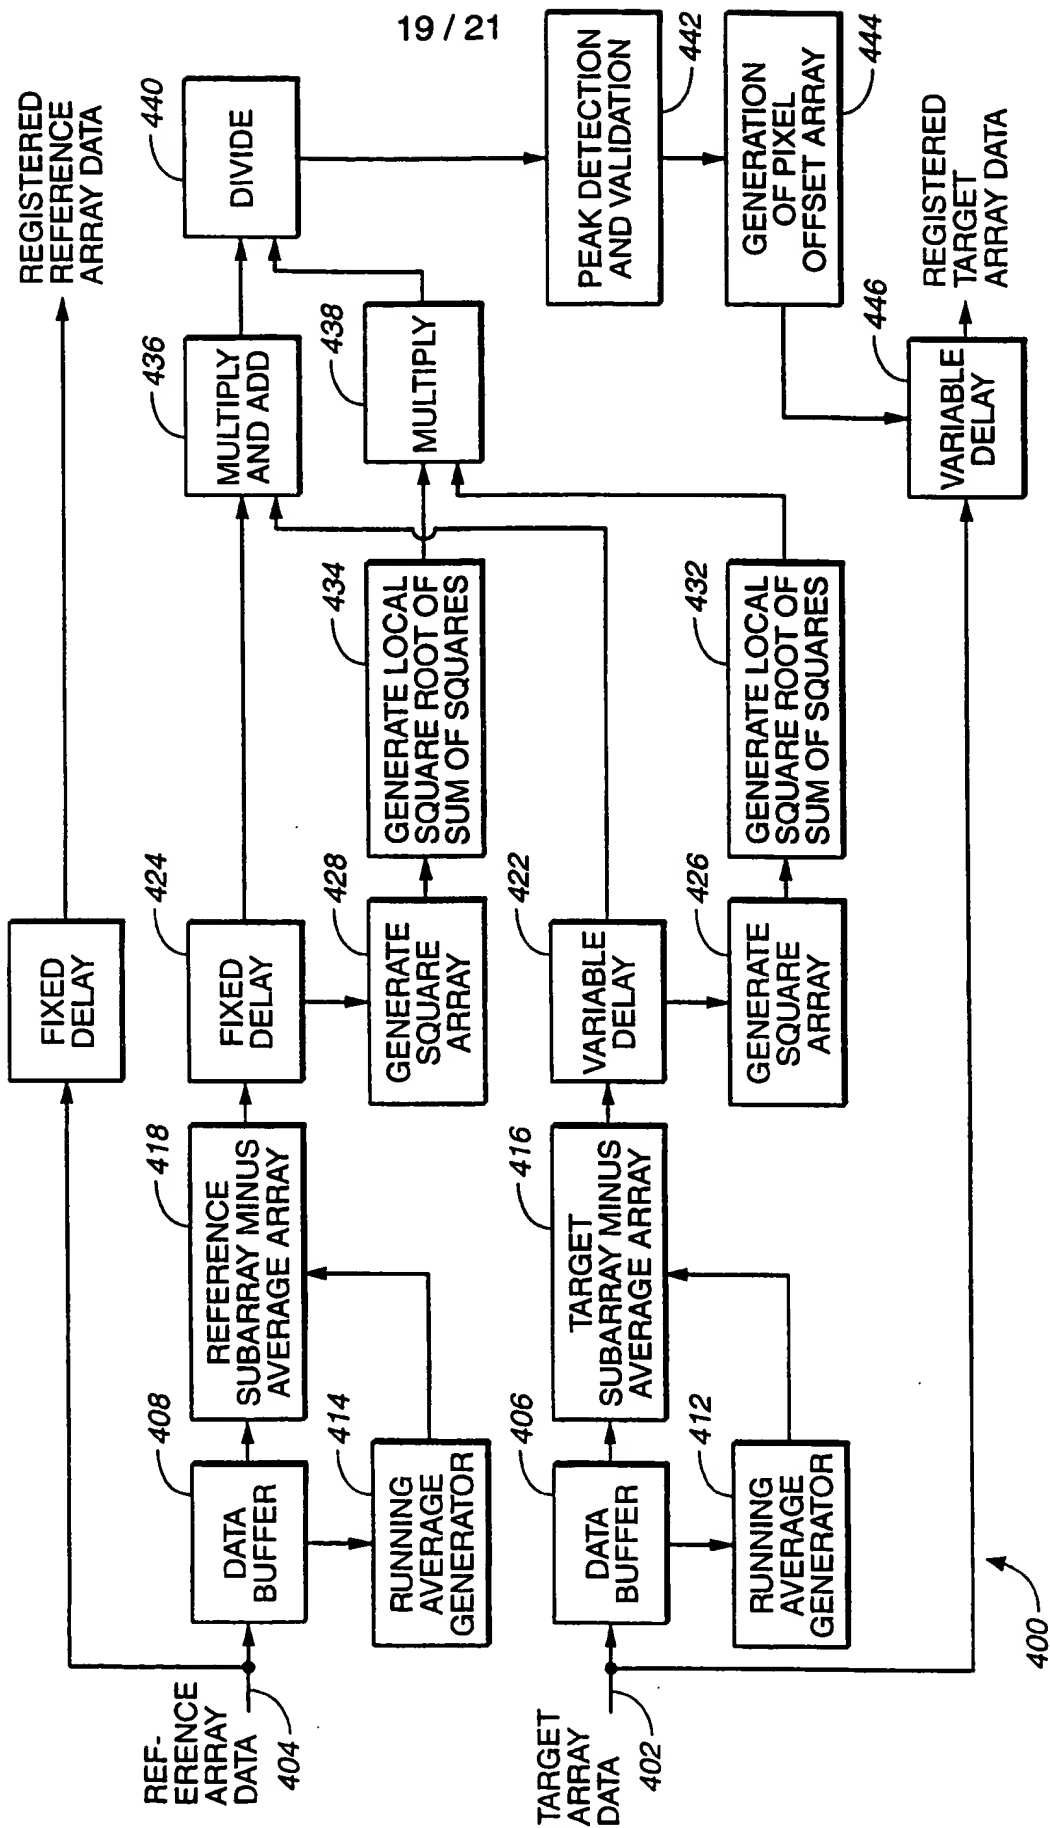 19 / 21
REF-
ERENCE
ARRAY
DATA
404
FIXED
DELAY
REGISTERED
REFERENCE
ARRAY DATA
408
DATA
BUFFER
414
RUNNING
AVERAGE
GENERATOR
418
REFERENCE
SUBARRAY MINUS
AVERAGE ARRAY
424
FIXED
DELAY
428
GENERATE
SQUARE
ARRAY
434
GENERATE LOCAL
SQUARE ROOT OF
SUM OF SQUARES
436
MULTIPLY
AND ADD
438
MULTIPLY
440
DIVIDE
TARGET
ARRAY
DATA
402
406
DATA
BUFFER
412
RUNNING
AVERAGE
GENERATOR
416
TARGET
SUBARRAY MINUS
AVERAGE ARRAY
422
VARIABLE
DELAY
426
GENERATE
SQUARE
ARRAY
432
GENERATE LOCAL
SQUARE ROOT OF
SUM OF SQUARES
PEAK DETECTION
AND VALIDATION
442
GENERATION
OF PIXEL
OFFSET ARRAY
444
446
VARIABLE
DELAY
REGISTERED
TARGET
ARRAY DATA
400